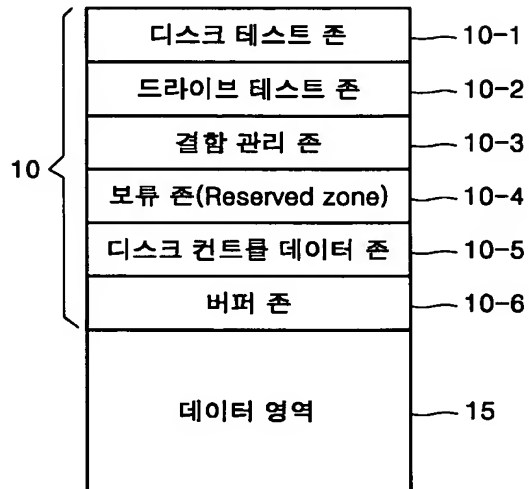 디스크 테스트 존 10-1
드라이브 테스트 존 10-2
결함 관리 존 10-3
10
보류 존(Reserved zone) 10-4
디스크 컨트롤 데이터 존 10-5
버퍼 존 10-6
데이터 영역 15